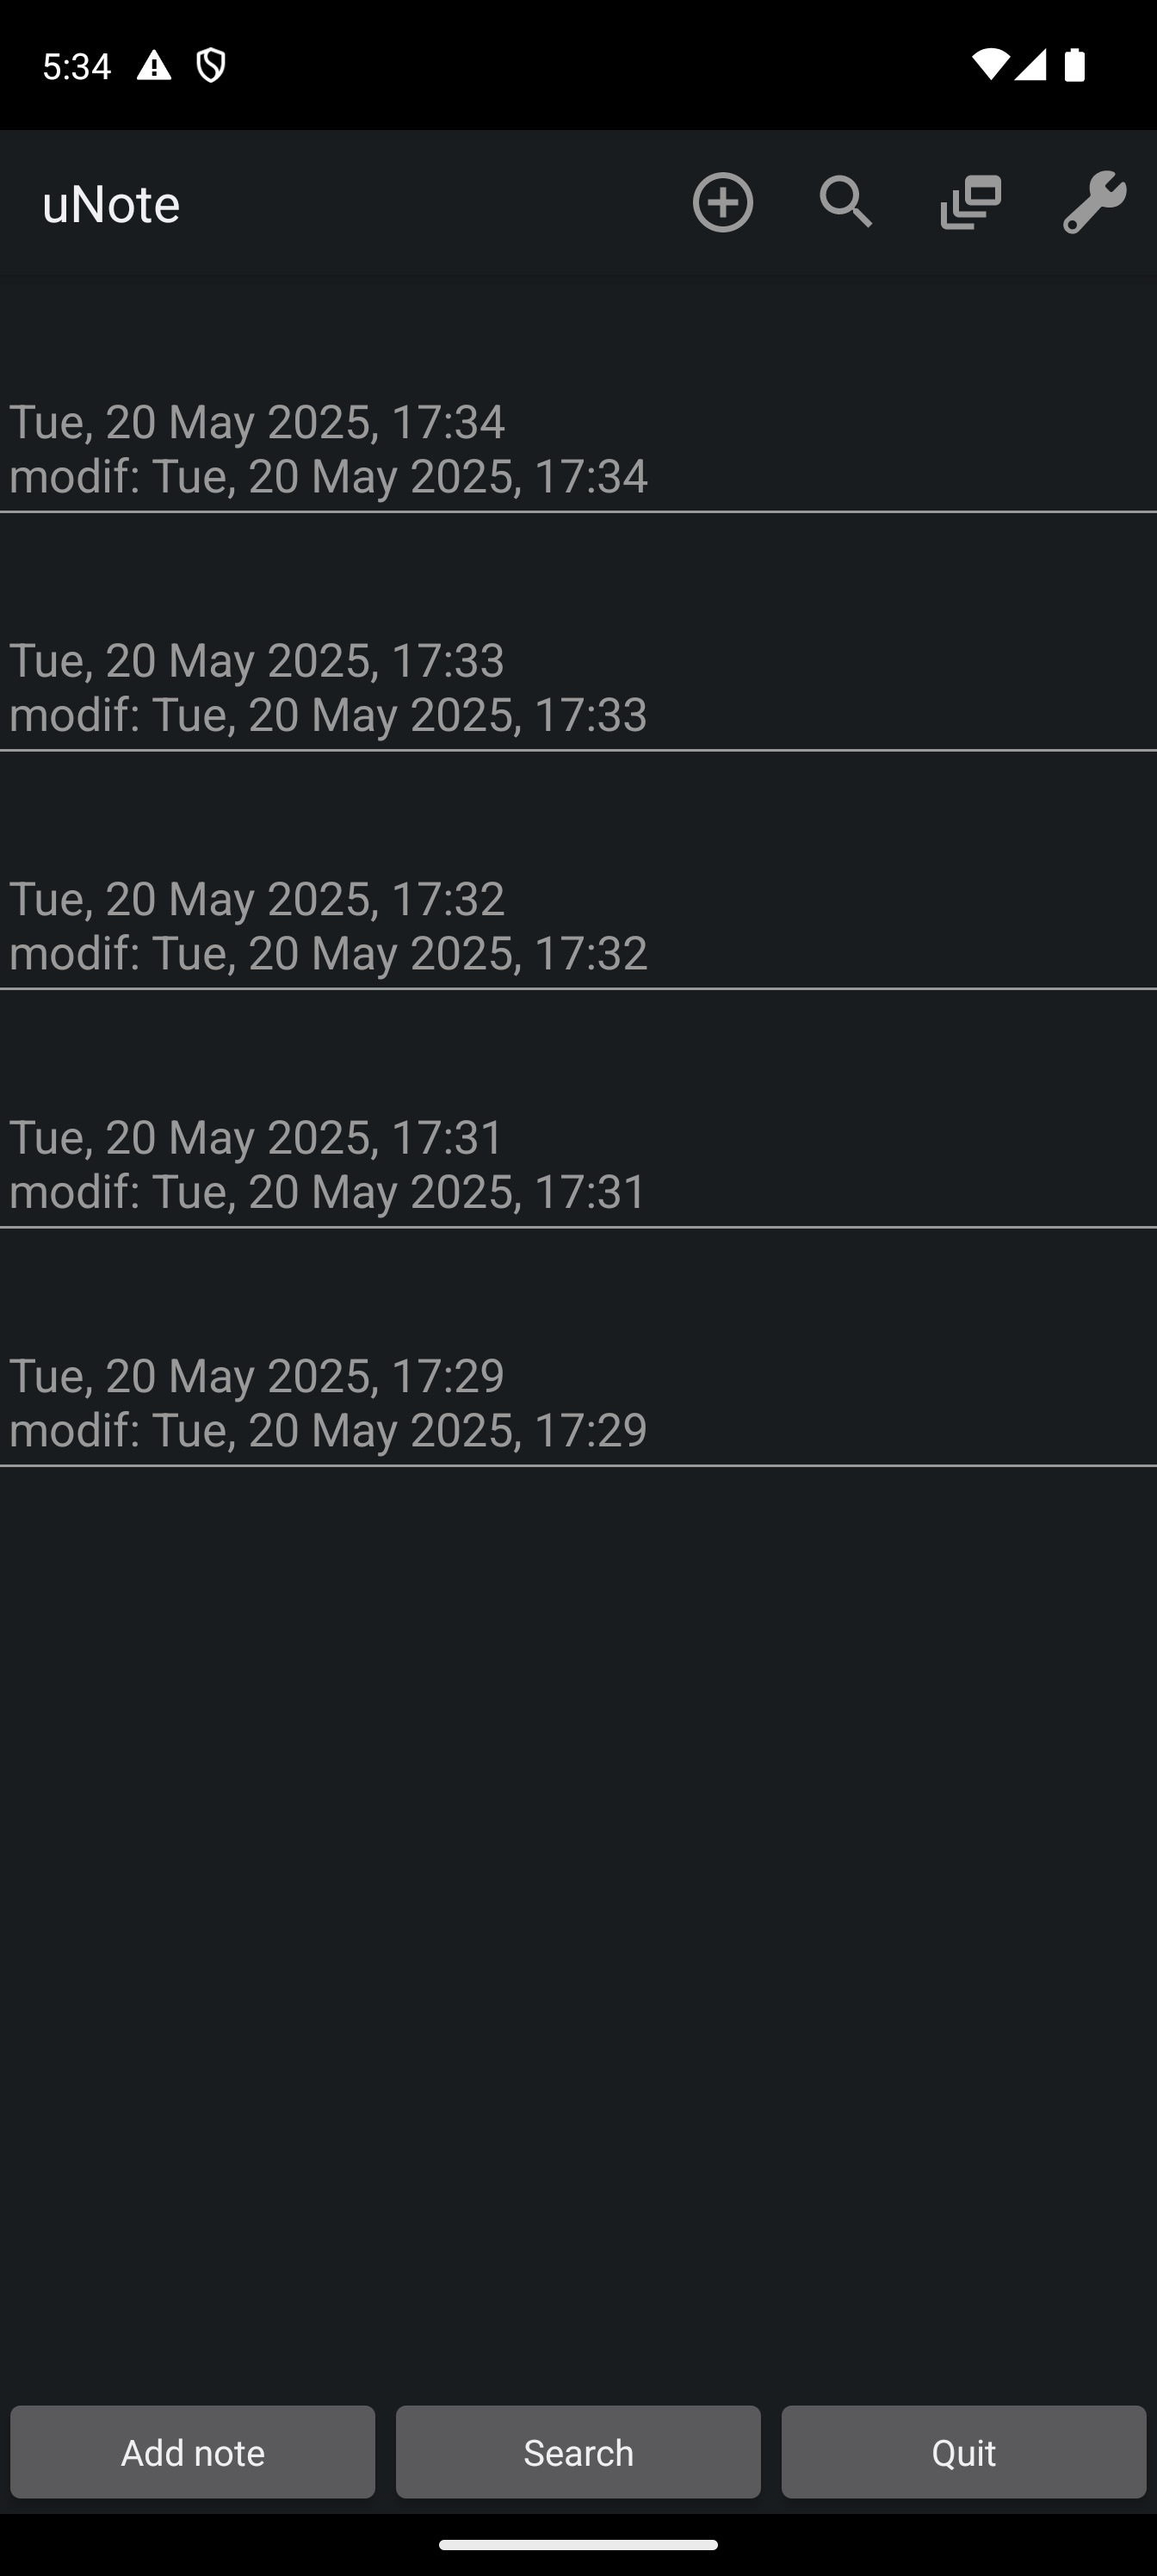 5:34
uNote
Tue, 20 May 2025, 17:34
modif: Tue, 20 May 2025, 17:34
Tue, 20 May 2025, 17:33
modif: Tue, 20 May 2025, 17:33
Tue, 20 May 2025, 17:32
modif: Tue, 20 May 2025, 17:32
Tue, 20 May 2025, 17:31
modif: Tue, 20 May 2025, 17:31
Tue, 20 May 2025, 17:29
modif: Tue, 20 May 2025, 17:29
Add note Search Quit